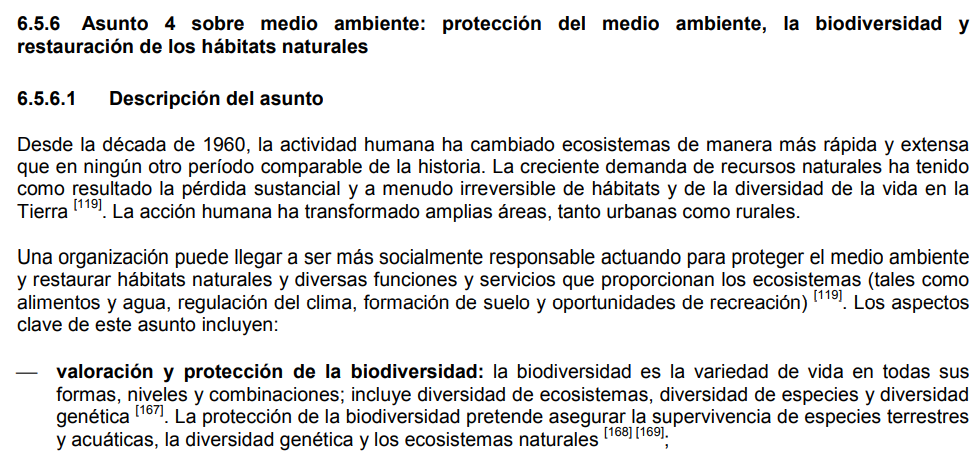 6.5.6 Asunto 4 sobre medio ambiente: protección del medio ambiente, la biodiversidad y
restauración de los hábitats naturales
6.5.6.1 Descripción del asunto
Desde la década de 1960, la actividad humana ha cambiado ecosistemas de manera más rápida y extensa
que en ningún otro período comparable de la historia. La creciente demanda de recursos naturales ha tenido
como resultado la pérdida sustancial y a menudo irreversible de hábitats y de la diversidad de la vida en la
Tierra [119]. La acción humana ha transformado amplias áreas, tanto urbanas como rurales.
Una organización puede llegar a ser más socialmente responsable actuando para proteger el medio ambiente
y restaurar hábitats naturales y diversas funciones y servicios que proporcionan los ecosistemas (tales como
alimentos y agua, regulación del clima, formación de suelo y oportunidades de recreación) [119]. Los aspectos
clave de este asunto incluyen:
— valoración y protección de la biodiversidad: la biodiversidad es la variedad de vida en todas sus
formas, niveles y combinaciones; incluye diversidad de ecosistemas, diversidad de especies y diversidad
genética [167]. La protección de la biodiversidad pretende asegurar la supervivencia de especies terrestres
y acuáticas, la diversidad genética y los ecosistemas naturales [168] [169];